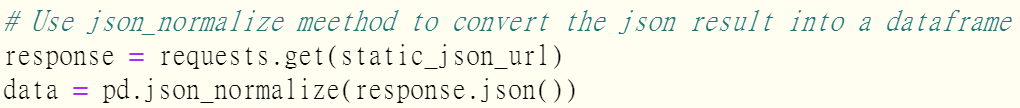 # Use json_normalize meethod to convert the json result into a dataframe
response = requests.get(static_json_url)
data = pd.json_normalize(response.json())